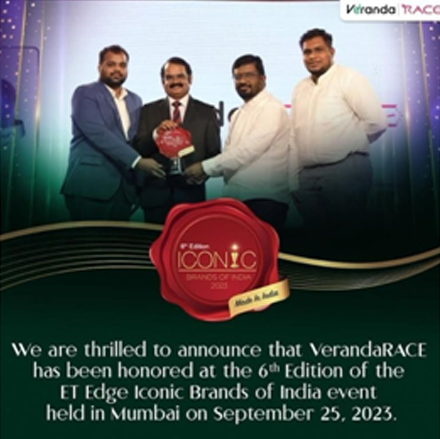 Veranda RACE
6th Edition
ICONIC
BRANDS OF INDIA
2023
Made in India
We are thrilled to announce that VerandaRACE
has been honored at the 6th Edition of the
ET Edge Iconic Brands of India event
held in Mumbai on September 25, 2023.